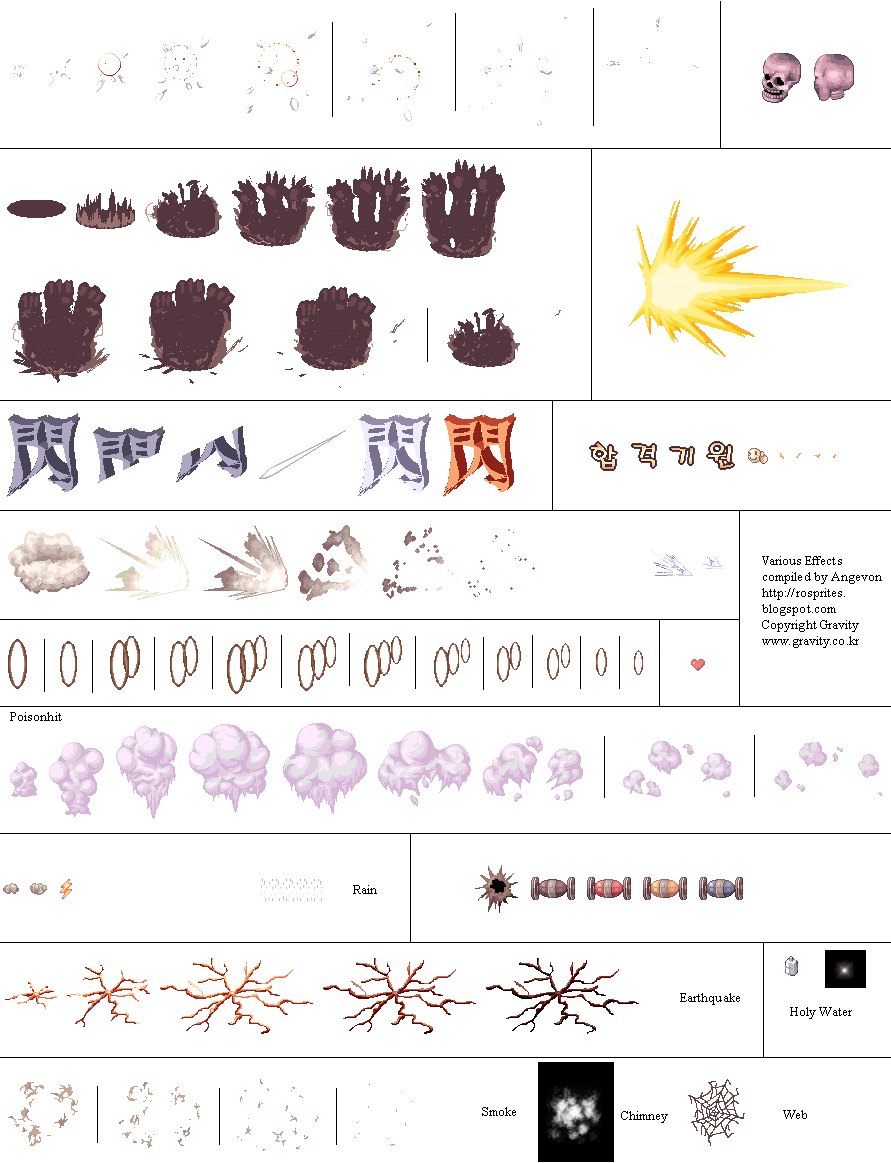 閃
閃
閃
합 격 기 원
Various Effects
compiled by Angevon
http://rosprites.
blogspot.com
Copyright Gravity
www.gravity.co.kr
Poisonhit
Rain
Earthquake
Holy Water
Smoke
Chimney
Web